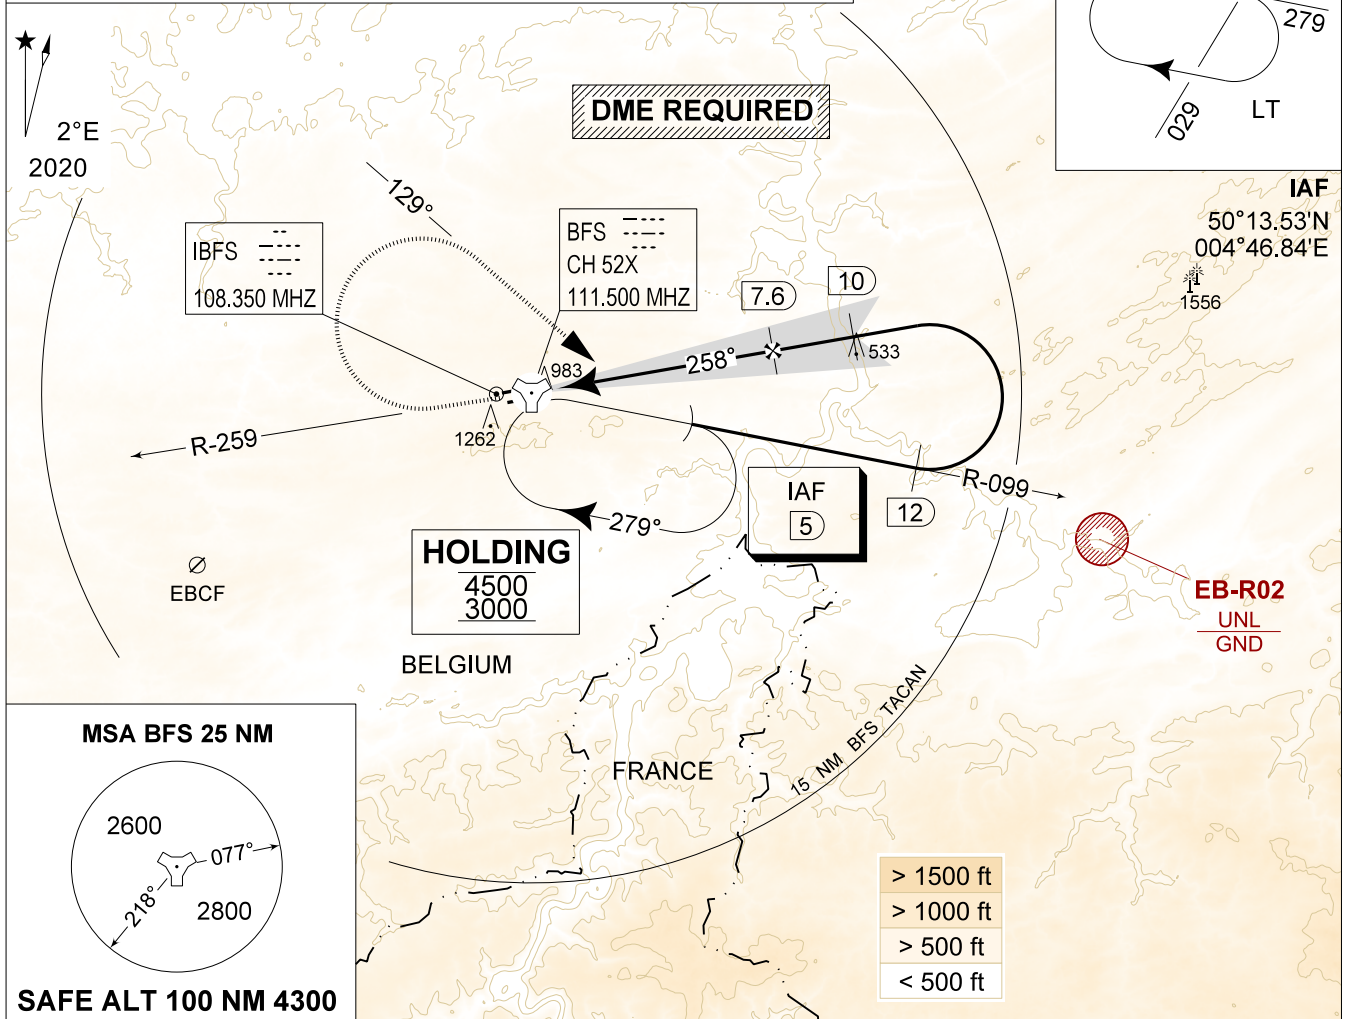 279
029
LT
2°E
2020
DME REQUIRED
IAF
50°13.53'N
004°46.84'E
1556
129°
IBFS
108.350 MHZ
BFS
CH 52X
111.500 MHZ
7.6
10
533
258°
983
1262
R-259
R-099
IAF
5
12
279°
HOLDING
4500
3000
EBCF
EB-R02
UNL
GND
BELGIUM
FRANCE
15 NM BFS TACAN
MSA BFS 25 NM
2600
077°
218°
2800
SAFE ALT 100 NM 4300
> 1500 ft
> 1000 ft
> 500 ft
< 500 ft